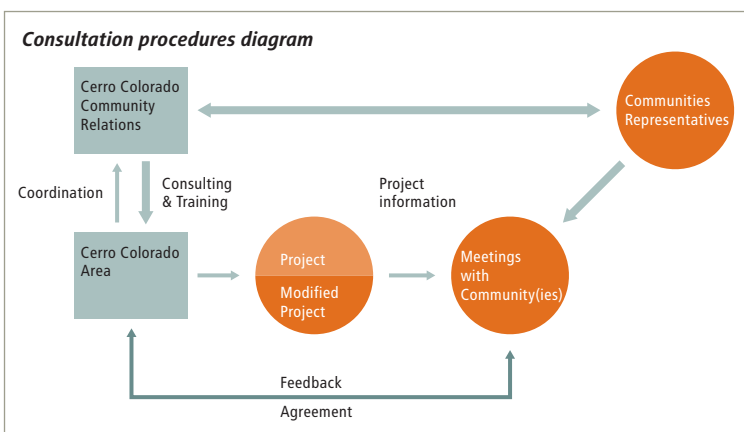 Consultation procedures diagram
Cerro Colorado
Community
Relations
Communities
Representatives
Coordination
Consulting
& Training
Project
information
Cerro Colorado
Area
Project
Modified
Project
Meetings
with
Community(ies)
Feedback
Agreement